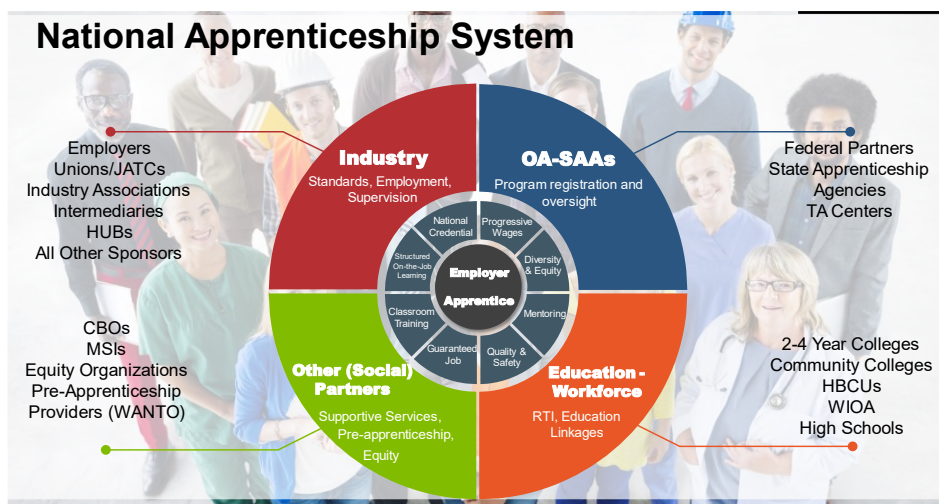 National Apprenticeship System
Employers
Unions/JATCs
Industry Associations
Intermediaries
HUBs
All Other Sponsors
Industry
Standards, Employment,
Supervision
OA-SAAs
Program registration and
oversight
Federal Partners
State Apprenticeship
Agencies
TA Centers
National
Credential
Progressive
Wages
Structured
On-the-Job
Learning
Diversity
& Equity
Employer
Apprentice
Classroom
Training
Mentoring
Guaranteed
Job
Quality &
Safety
CBOs
MSIs
Equity Organizations
Pre-Apprenticeship
Providers (WANTO)
Other (Social)
Partners
Supportive Services,
Pre-apprenticeship,
Equity
Education -
Workforce
RTI, Education
Linkages
2-4 Year Colleges
Community Colleges
HBCUs
WIOA
High Schools